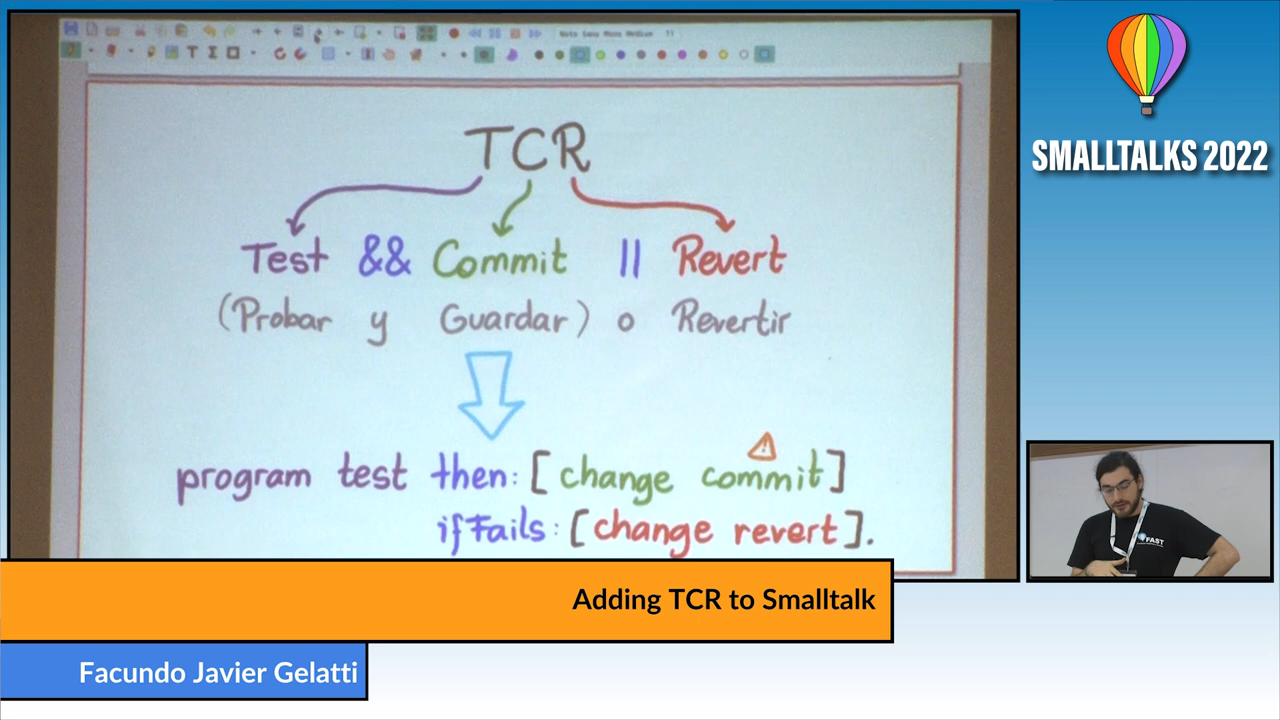 TCR
Test && Commit || Revert
(Probar y Guardar) o Revertir
program test then: [change commit]
ifFails: [change revert].
SMALLTALKS 2022
FAST
Adding TCR to Smalltalk
Facundo Javier Gelatti